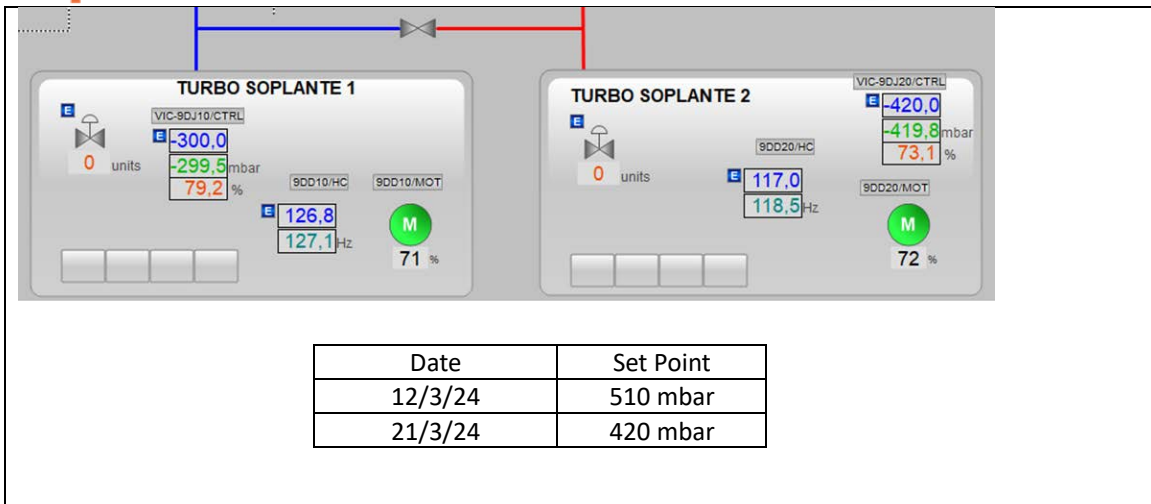 TURBO SOPLANTE 1
E
VIC-9DJ10/CTRL
E -300,0
-299,5 mbar
79,2 %
0 units
9DD10/HC
9DD10/MOT
E 126,8
127,1 Hz
M
71 %
TURBO SOPLANTE 2
E
VIC-9DJ20/CTRL
E -420,0
-419,8 mbar
73,1 %
0 units
9DD20/HC
E 117,0
118,5 Hz
9DD20/MOT
M
72 %
Date Set Point
12/3/24 510 mbar
21/3/24 420 mbar